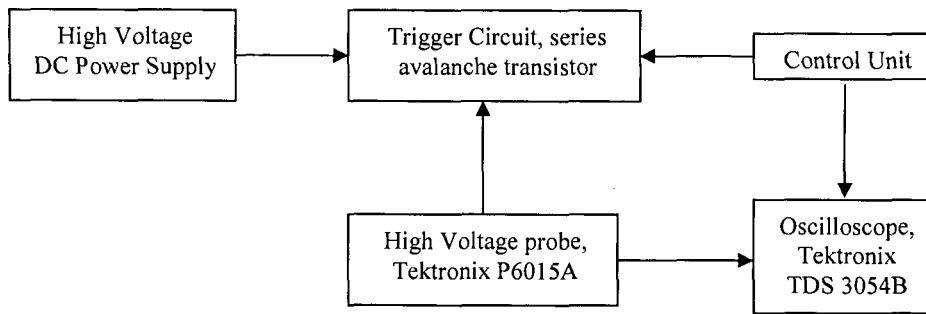 High Voltage
DC Power Supply
Trigger Circuit, series
avalanche transistor
Control Unit
High Voltage probe,
Tektronix P6015A
Oscilloscope,
Tektronix
TDS 3054B